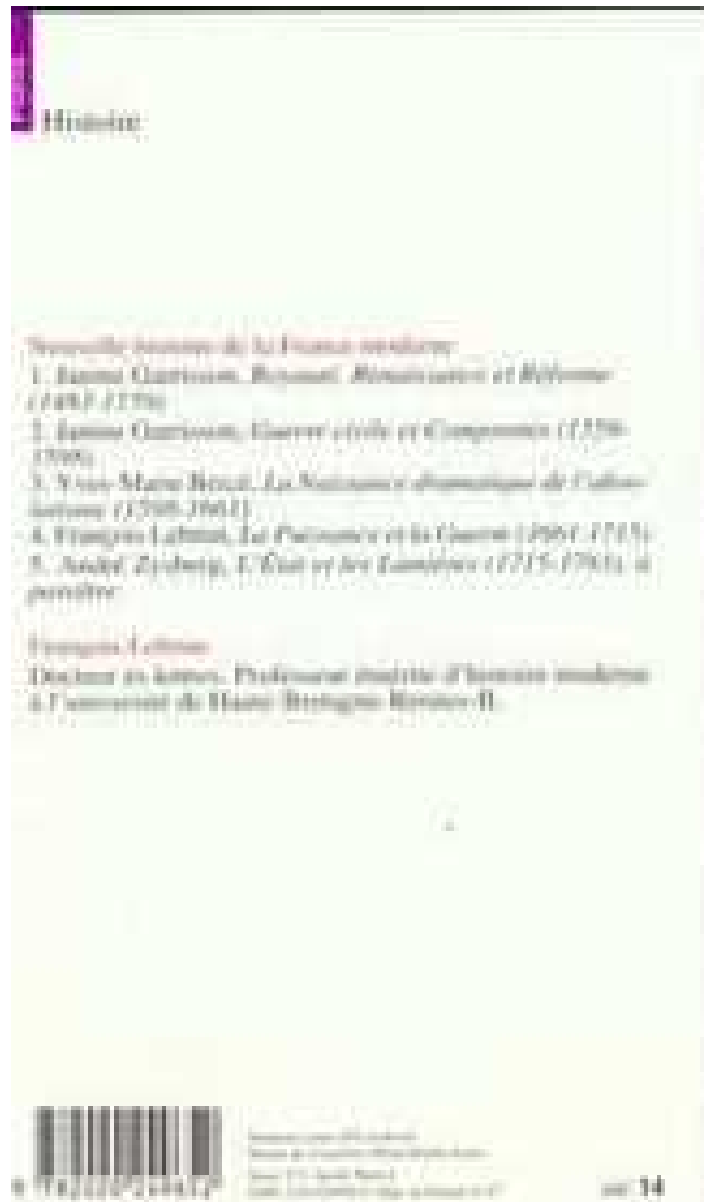 Histoire
Nouvelle histoire de la France moderne
1. Janine Garrisson, Royauté, Renaissance et Réforme
(1483-1559)
2. Janine Garrisson, Guerre civile et Compromis (1559-
1598)
3. Yves-Marie Bercé, La Naissance dramatique de l'abso-
lutisme (1598-1661)
4. François Lebrun, La Puissance et la Guerre (1661-1715)
5. André Zysberg, L'État et les Lumières (1715-1783), à
paraître
François Lebrun
Docteur ès lettres. Professeur émérite d'histoire moderne
à l'université de Haute-Bretagne Rennes-II.
14